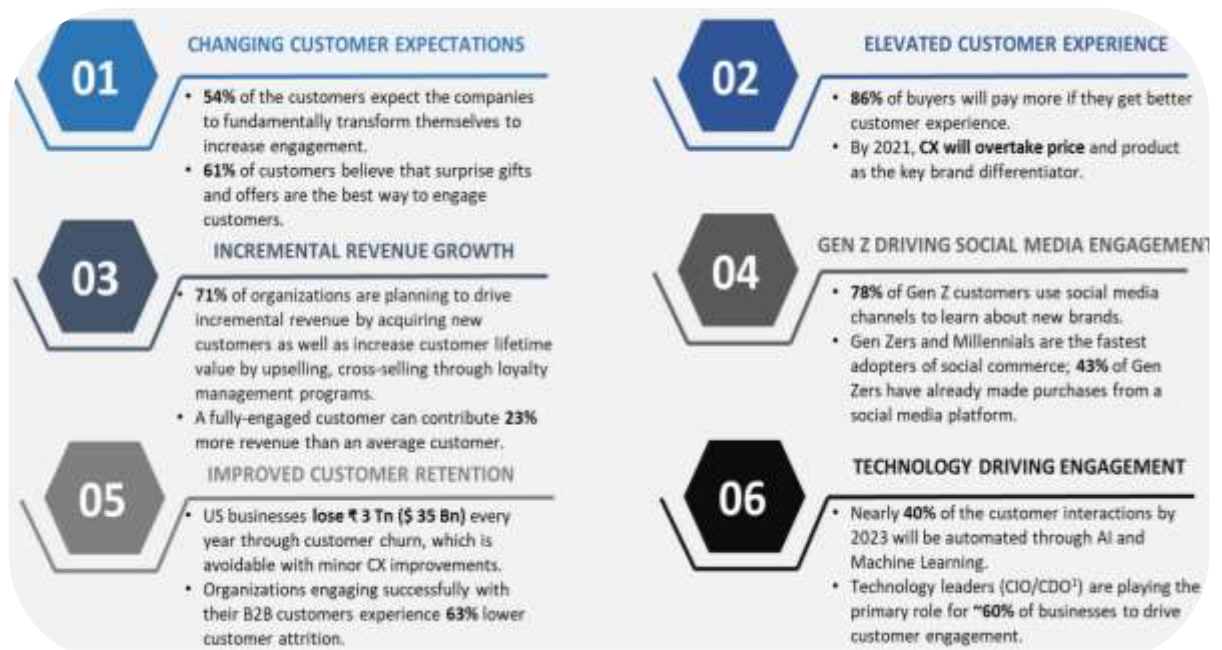 01
CHANGING CUSTOMER EXPECTATIONS
• 54% of the customers expect the companies
to fundamentally transform themselves to
increase engagement.
• 61% of customers believe that surprise gifts
and offers are the best way to engage
customers.
02
ELEVATED CUSTOMER EXPERIENCE
• 86% of buyers will pay more if they get better
customer experience.
• By 2021, CX will overtake price and product
as the key brand differentiator.
03
INCREMENTAL REVENUE GROWTH
• 71% of organizations are planning to drive
incremental revenue by acquiring new
customers as well as increase customer lifetime
value by upselling, cross-selling through loyalty
management programs.
• A fully-engaged customer can contribute 23%
more revenue than an average customer.
04
GEN Z DRIVING SOCIAL MEDIA ENGAGEMENT
• 78% of Gen Z customers use social media
channels to learn about new brands.
• Gen Zers and Millennials are the fastest
adopters of social commerce; 43% of Gen
Zers have already made purchases from a
social media platform.
05
IMPROVED CUSTOMER RETENTION
• US businesses lose ₹ 3 Tn ($ 35 Bn) every
year through customer churn, which is
avoidable with minor CX improvements.
• Organizations engaging successfully with
their B2B customers experience 63% lower
customer attrition.
06
TECHNOLOGY DRIVING ENGAGEMENT
• Nearly 40% of the customer interactions by
2023 will be automated through AI and
Machine Learning.
• Technology leaders (CIO/CDO¹) are playing the
primary role for ~60% of businesses to drive
customer engagement.